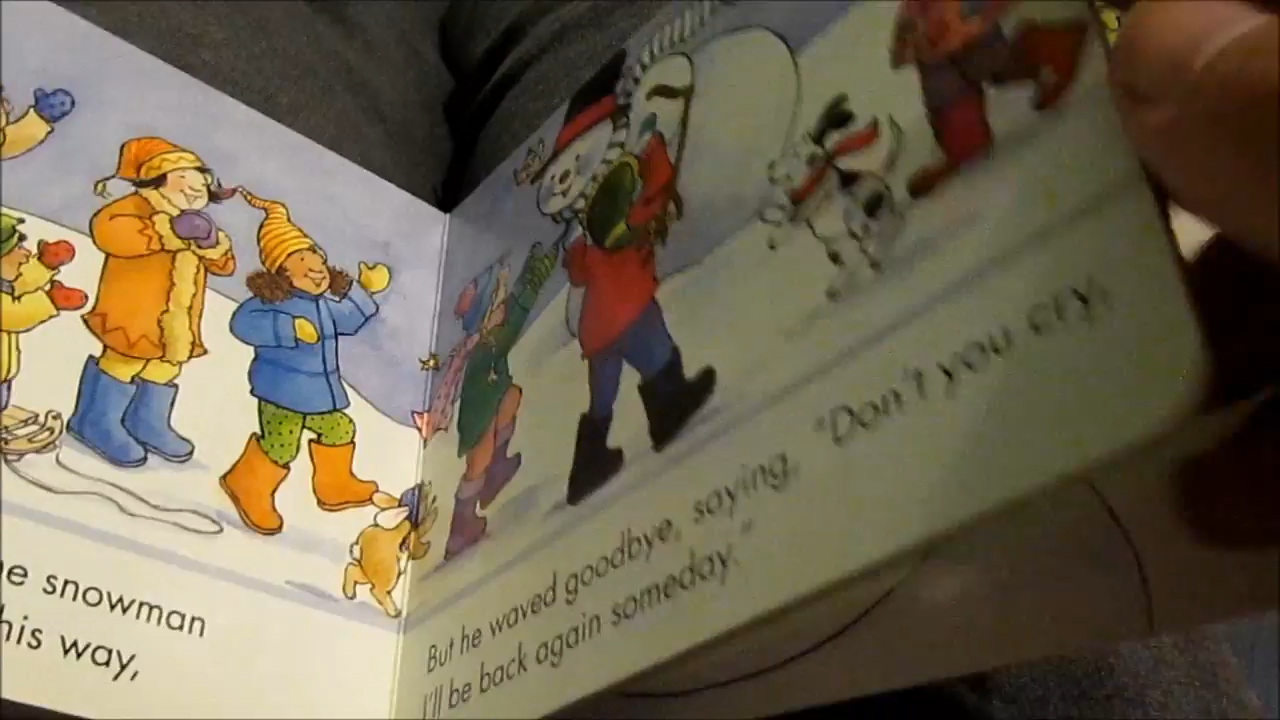 e snowman
his way,
But he waved goodbye, saying, "Don't you cry,
I'll be back again someday."